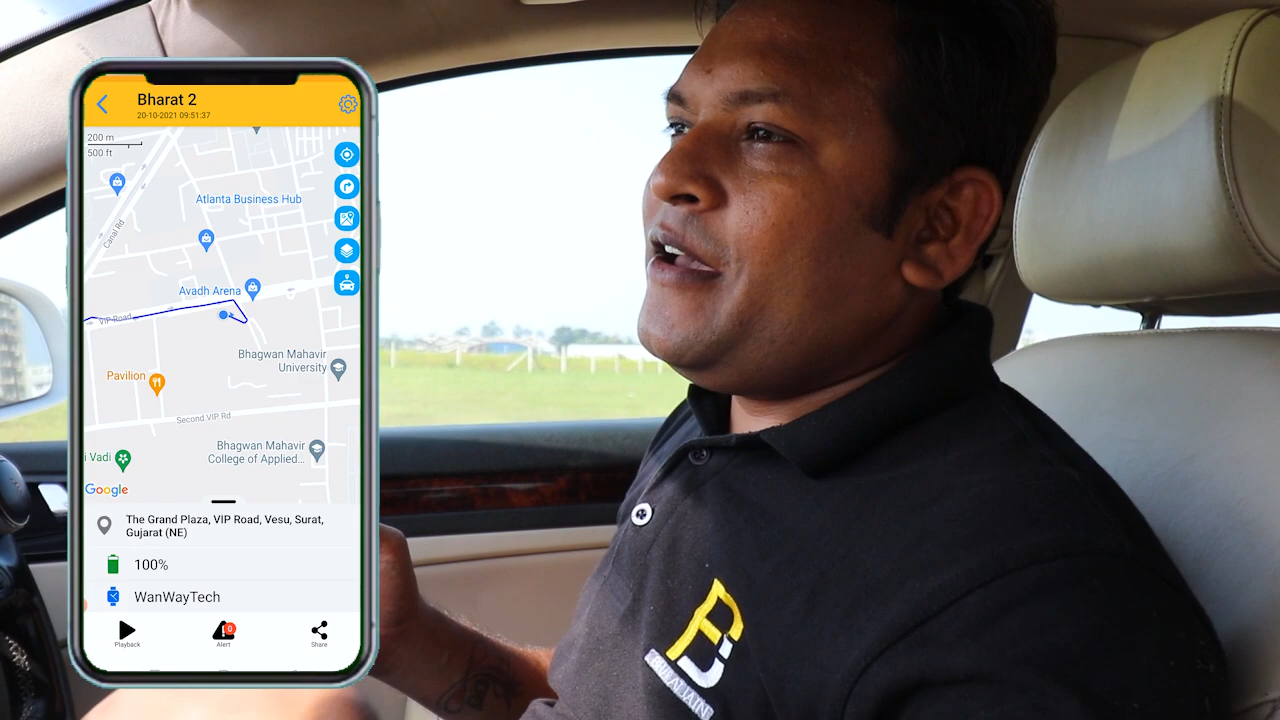 Bharat 2
20-10-2021 09:51:37
200 m
500 ft
Atlanta Business Hub
Canal Rd
Avadh Arena
VIP Road
Bhagwan Mahavir
University
Pavilion
Second VIP Rd
Bhagwan Mahavir
College of Applied...
i Vadi
Google
The Grand Plaza, VIP Road, Vesu, Surat,
Gujarat (NE)
100%
WanWayTech
0
Playback
Alert
Share